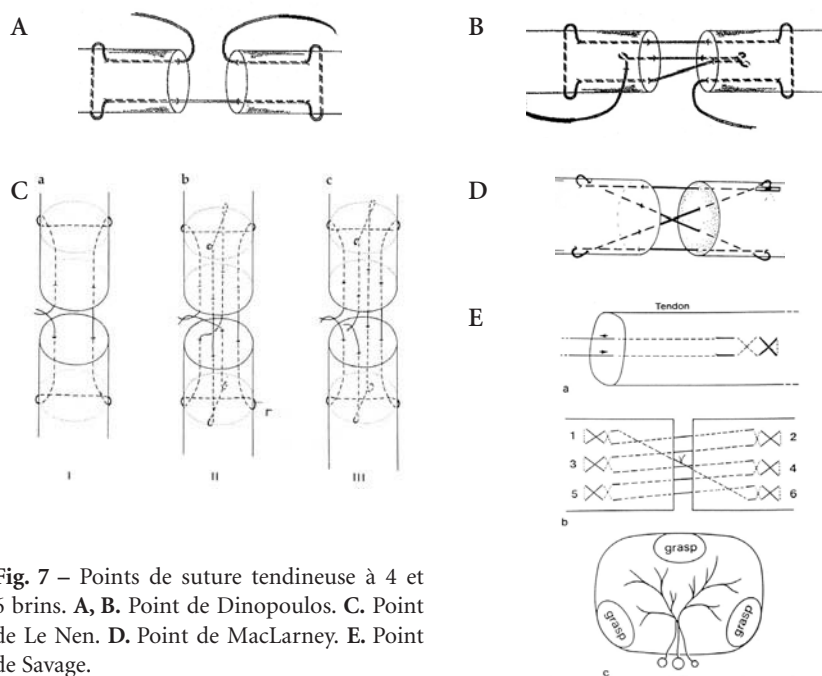 A
B
C
a
b
c
I
II
III
D
E
Tendon
a
1
2
3
4
5
6
b
grasp
grasp
grasp
c
Fig. 7 – Points de suture tendineuse à 4 et
6 brins. A, B. Point de Dinopoulos. C. Point
de Le Nen. D. Point de MacLarney. E. Point
de Savage.